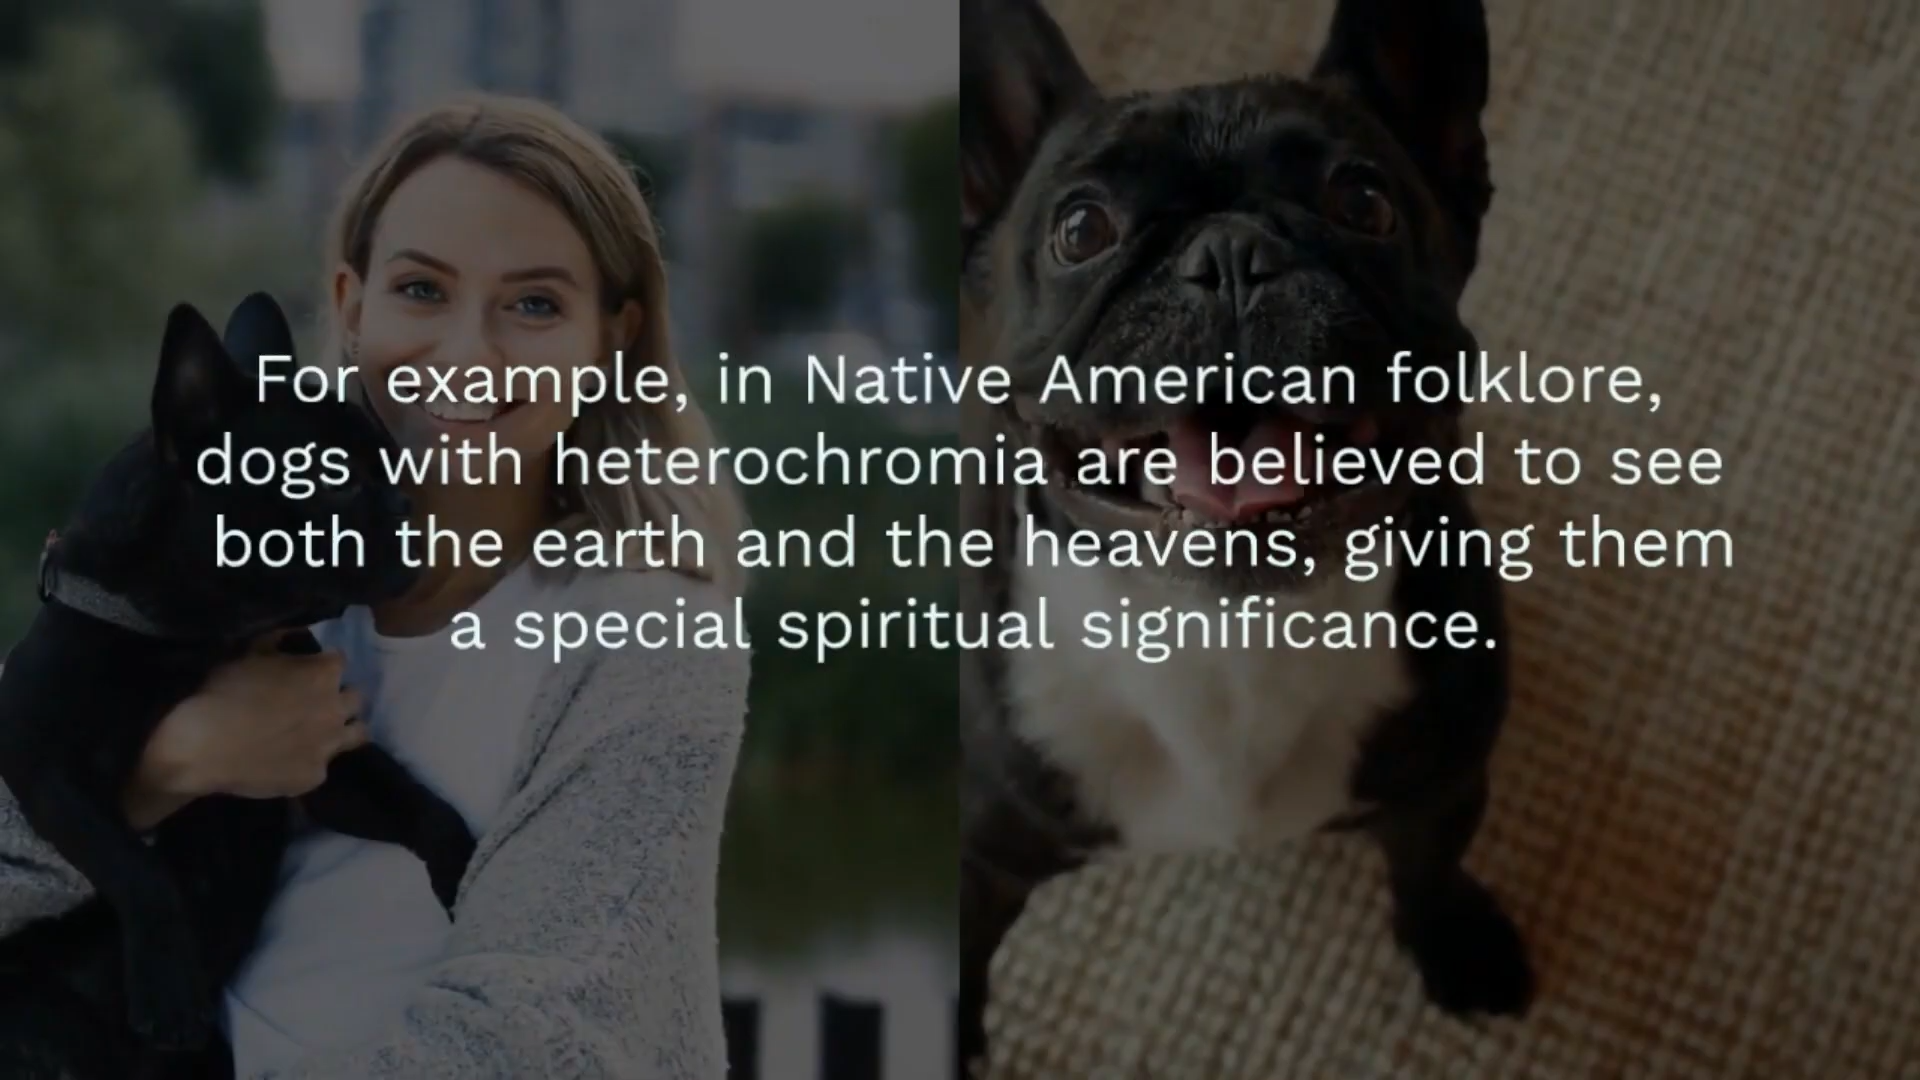 For example, in Native American folklore,
dogs with heterochromia are believed to see
both the earth and the heavens, giving them
a special spiritual significance.